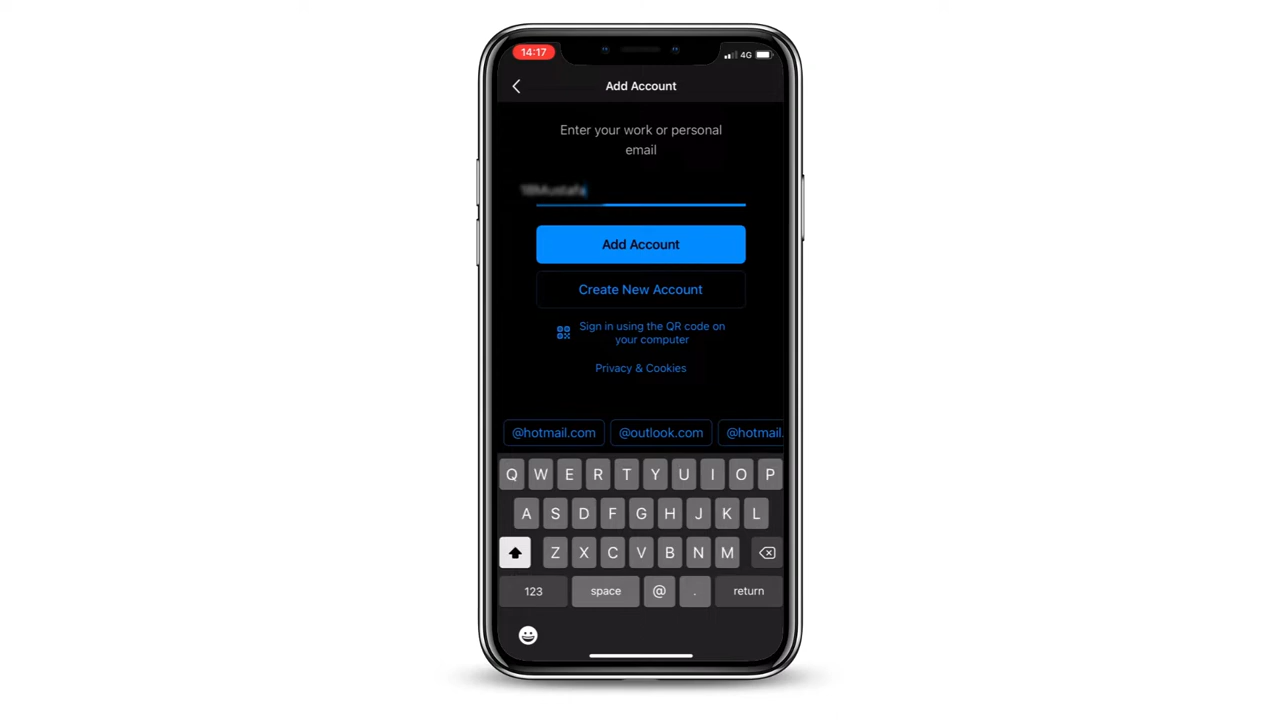 14:17
4G
Add Account
Enter your work or personal
email
Add Account
Create New Account
Sign in using the QR code on
your computer
Privacy & Cookies
@hotmail.com
@outlook.com
@hotmail.
Q W E R T Y U I O P
A S D F G H J K L
Z X C V B N M
123
space
@
.
return